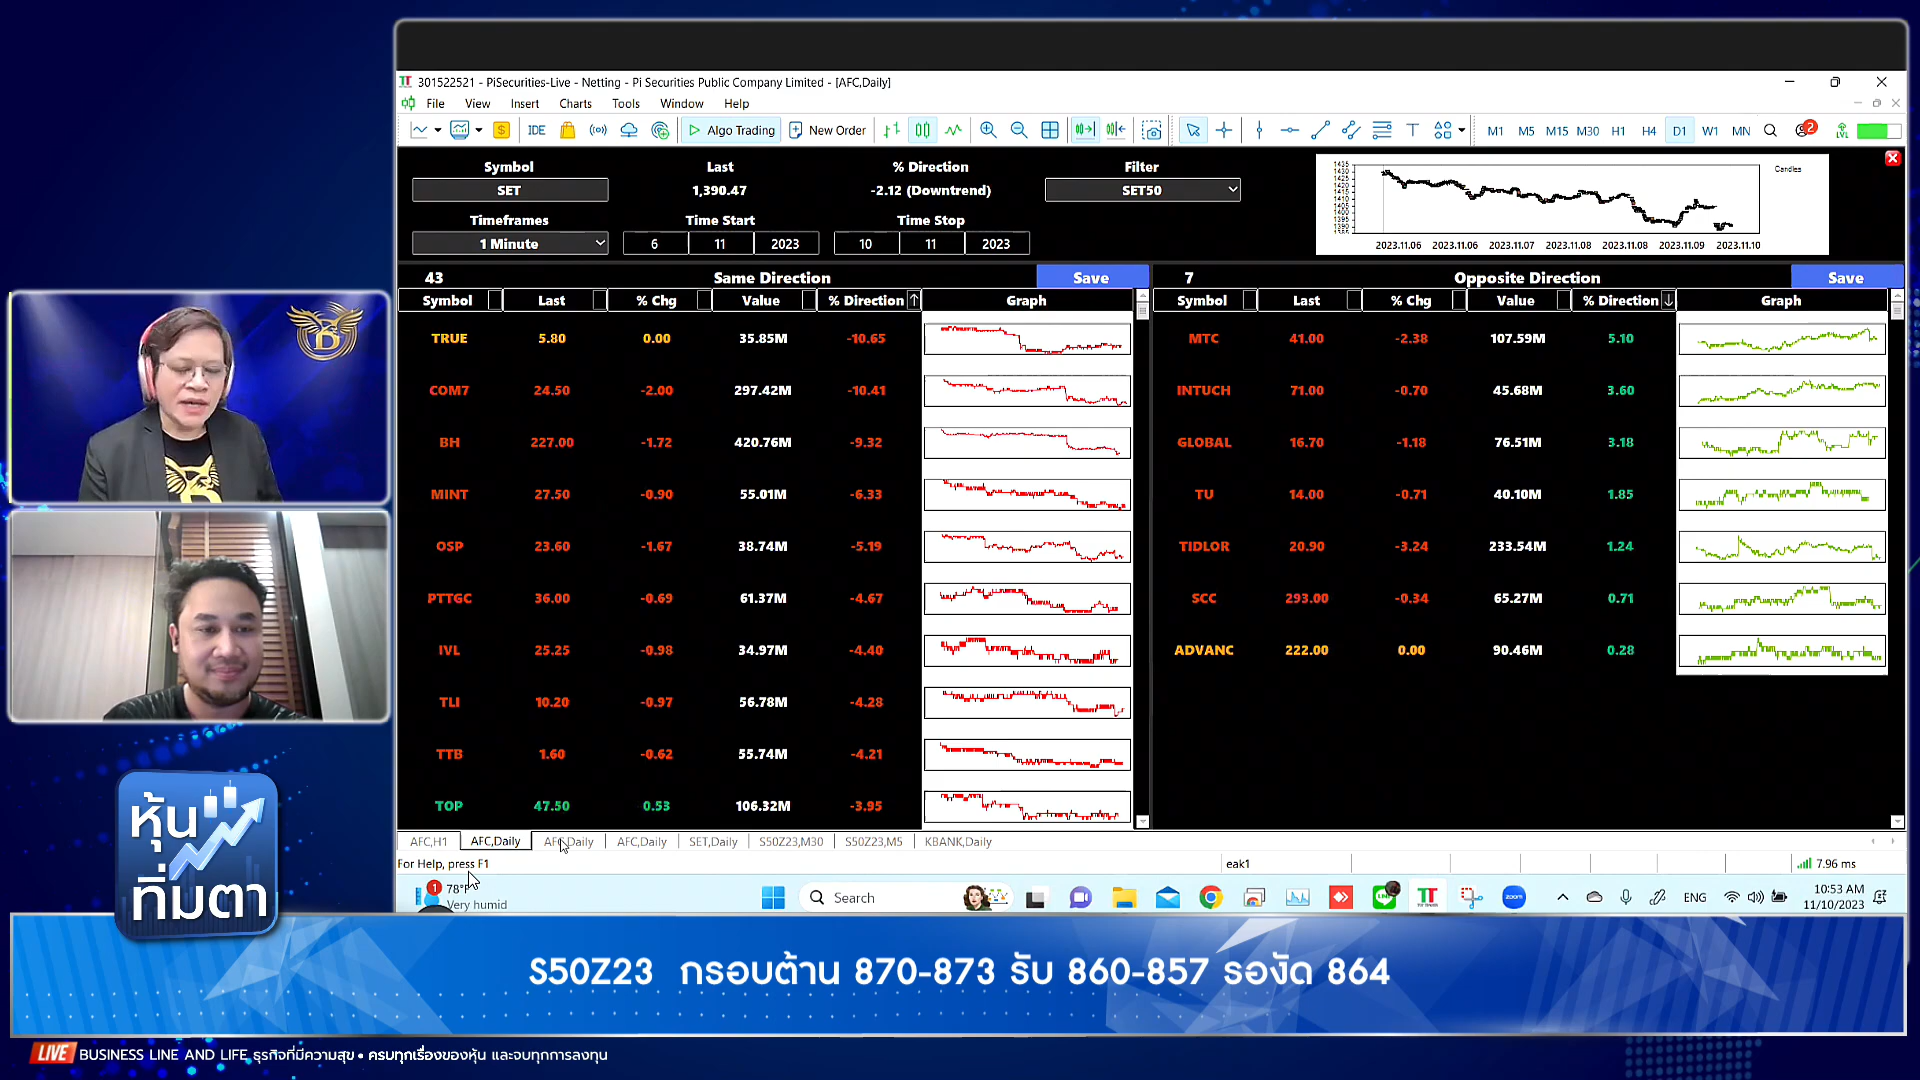 301522521 - PiSecurities-Live - Netting - Pi Securities Public Company Limited - [AFC,Daily]
File View Insert Charts Tools Window Help
IDE Algo Trading New Order M1 M5 M15 M30 H1 H4 D1 W1 MN 2 LVL
Symbol Last % Direction Filter
SET 1,390.47 -2.12 (Downtrend) SET50
Timeframes Time Start Time Stop
1 Minute 6 11 2023 10 11 2023
Candles
1435
1430
1425
1420
1415
1410
1405
1400
1395
1390
1385
2023.11.06 2023.11.06 2023.11.07 2023.11.08 2023.11.08 2023.11.09 2023.11.10
43 Same Direction Save
Symbol Last % Chg Value % Direction Graph
TRUE 5.80 0.00 35.85M -10.65
COM7 24.50 -2.00 297.42M -10.41
BH 227.00 -1.72 420.76M -9.32
MINT 27.50 -0.90 55.01M -6.33
OSP 23.60 -1.67 38.74M -5.19
PTTGC 36.00 -0.69 61.37M -4.67
IVL 25.25 -0.98 34.97M -4.40
TLI 10.20 -0.97 56.78M -4.28
TTB 1.60 -0.62 55.74M -4.21
TOP 47.50 0.53 106.32M -3.95
7 Opposite Direction Save
Symbol Last % Chg Value % Direction Graph
MTC 41.00 -2.38 107.59M 5.10
INTUCH 71.00 -0.70 45.68M 3.60
GLOBAL 16.70 -1.18 76.51M 3.18
TU 14.00 -0.71 40.10M 1.85
TIDLOR 20.90 -3.24 233.54M 1.24
SCC 293.00 -0.34 65.27M 0.71
ADVANC 222.00 0.00 90.46M 0.28
AFC,H1 AFC,Daily AFC,Daily AFC,Daily SET,Daily S50Z23,M30 S50Z23,M5 KBANK,Daily
For Help, press F1 eak1 7.96 ms
1 78°F Search zoom ENG 10:53 AM
Very humid 11/10/2023
หุ้น
ทิ่มตา
S50Z23 กรอบต้าน 870-873 รับ 860-857 รองัด 864
LIVE BUSINESS LINE AND LIFE ธุรกิจที่มีความสุข • ครบทุกเรื่องของหุ้น และจบทุกการลงทุน